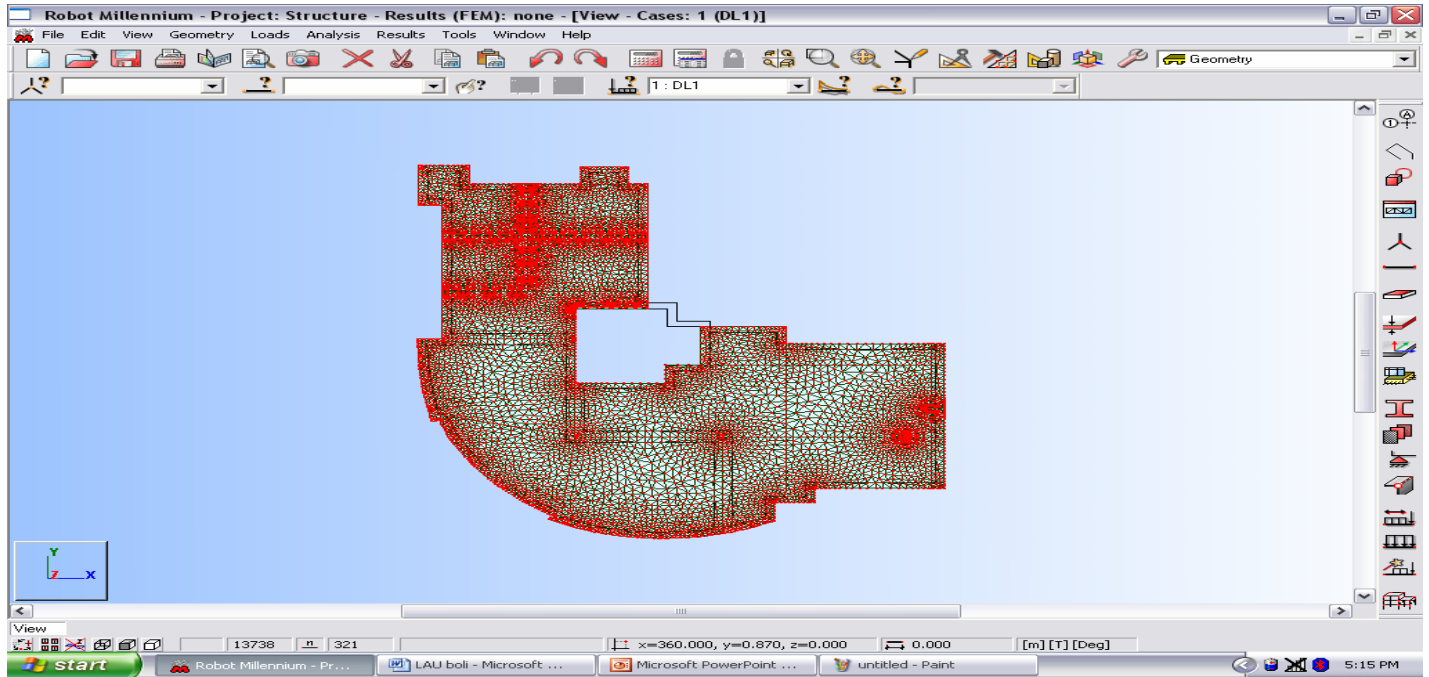 Robot Millennium - Project: Structure - Results (FEM): none - [View - Cases: 1 (DL1)]
File Edit View Geometry Loads Analysis Results Tools Window Help
Geometry
1 : DL1
Y
Z X
View
13738 n 321 x=360.000, y=0.870, z=0.000 0.000 [m] [T] [Deg]
start Robot Millennium - Pr... LAU boli - Microsoft ... Microsoft PowerPoint ... untitled - Paint 5:15 PM